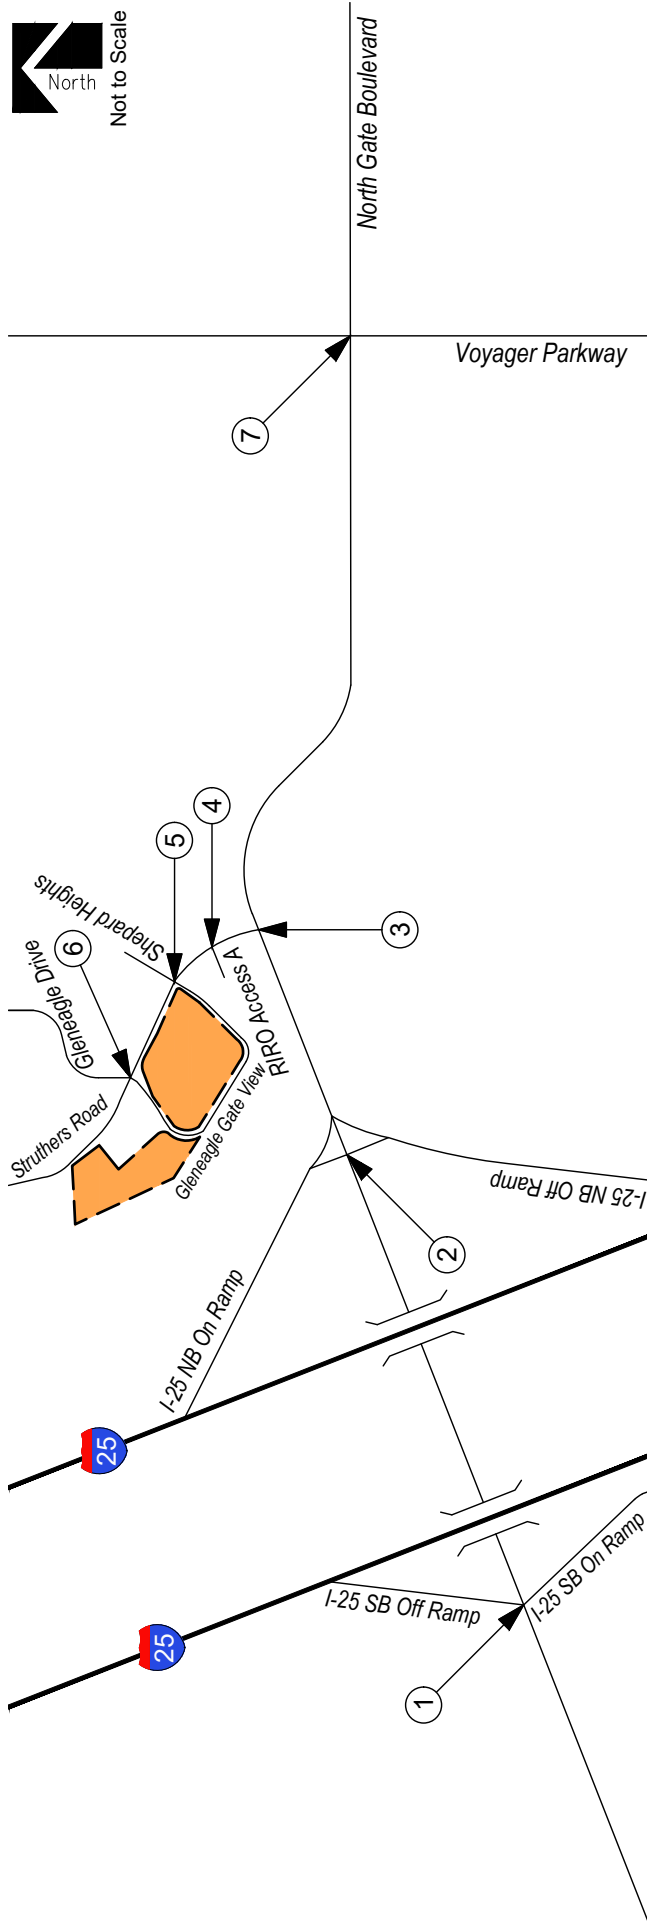 North
Not to Scale
North Gate Boulevard
Voyager Parkway
7
4
5
Shepard Heights
6
Gleneagle Drive
3
RIRO Access A
Struthers Road
Gleneagle Gate View
I-25 NB Off Ramp
2
I-25 NB On Ramp
25
I-25 SB Off Ramp
I-25 SB On Ramp
25
1